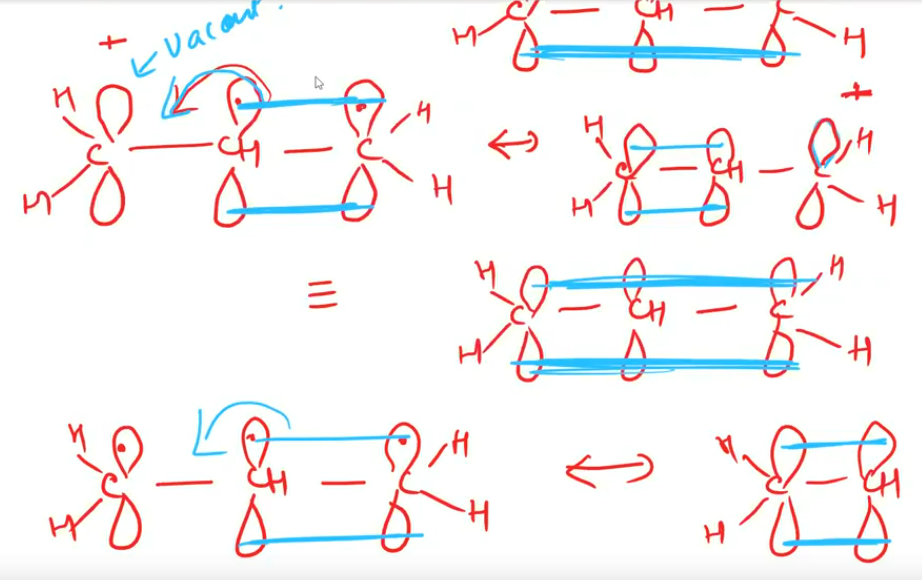 H — CH —
H H
+ vacant.
H H
C — CH — C
H H
↔
H + H
C — CH — C
H H
≡
H H
C — CH — C
H H
H H
C — CH — C
H H
↔
H
C — CH
H